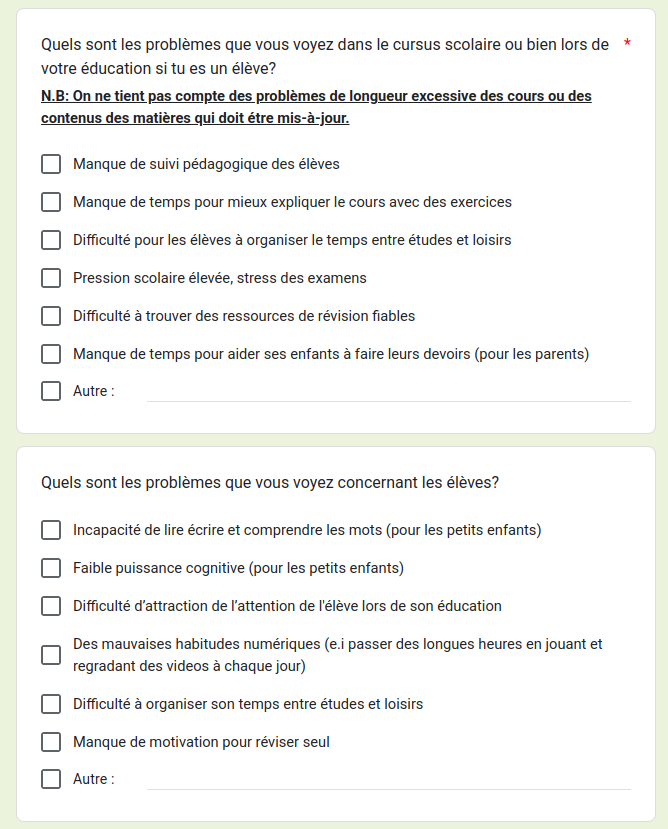 Quels sont les problèmes que vous voyez dans le cursus scolaire ou bien lors de *
votre éducation si tu es un élève?
N.B: On ne tient pas compte des problèmes de longueur excessive des cours ou des
contenus des matières qui doit étre mis-à-jour.
Manque de suivi pédagogique des élèves
Manque de temps pour mieux expliquer le cours avec des exercices
Difficulté pour les élèves à organiser le temps entre études et loisirs
Pression scolaire élevée, stress des examens
Difficulté à trouver des ressources de révision fiables
Manque de temps pour aider ses enfants à faire leurs devoirs (pour les parents)
Autre :
Quels sont les problèmes que vous voyez concernant les élèves?
Incapacité de lire écrire et comprendre les mots (pour les petits enfants)
Faible puissance cognitive (pour les petits enfants)
Difficulté d’attraction de l’attention de l'élève lors de son éducation
Des mauvaises habitudes numériques (e.i passer des longues heures en jouant et
regradant des videos à chaque jour)
Difficulté à organiser son temps entre études et loisirs
Manque de motivation pour réviser seul
Autre :